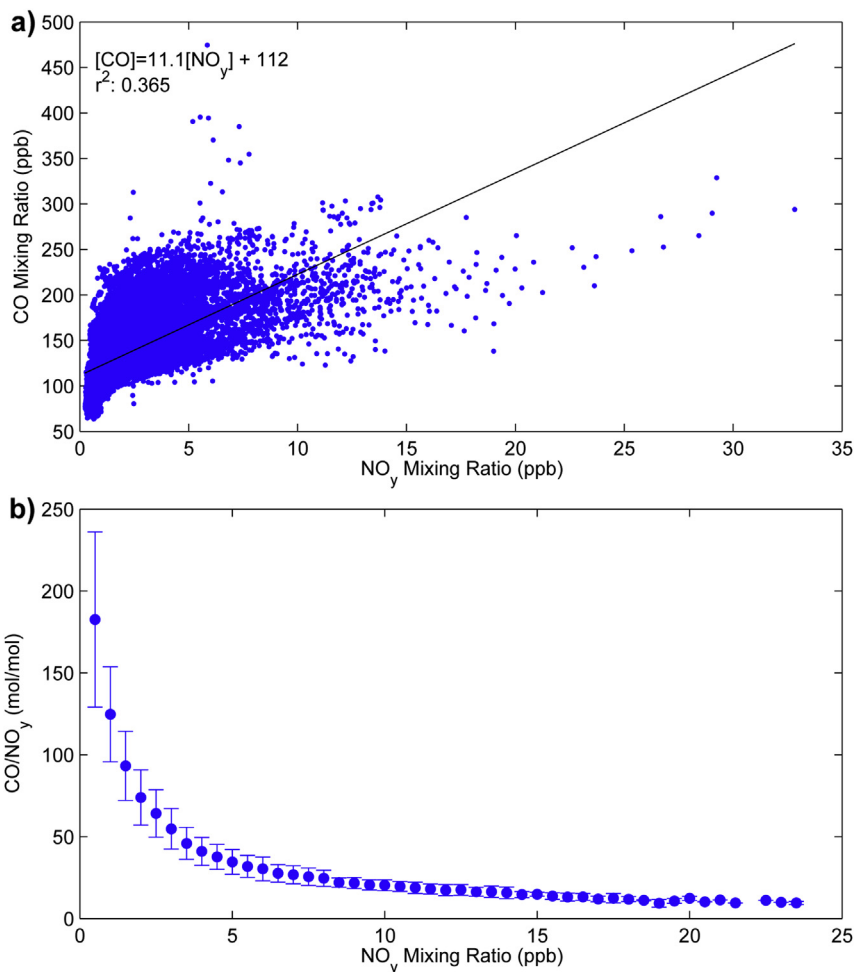 a)
500
450
400
350
300
250
200
150
100
50
[CO]=11.1[NOy] + 112
r²: 0.365
CO Mixing Ratio (ppb)
0 5 10 15 20 25 30 35
NOy Mixing Ratio (ppb)
b)
250
200
150
100
50
0
CO/NOy (mol/mol)
0 5 10 15 20 25
NOy Mixing Ratio (ppb)